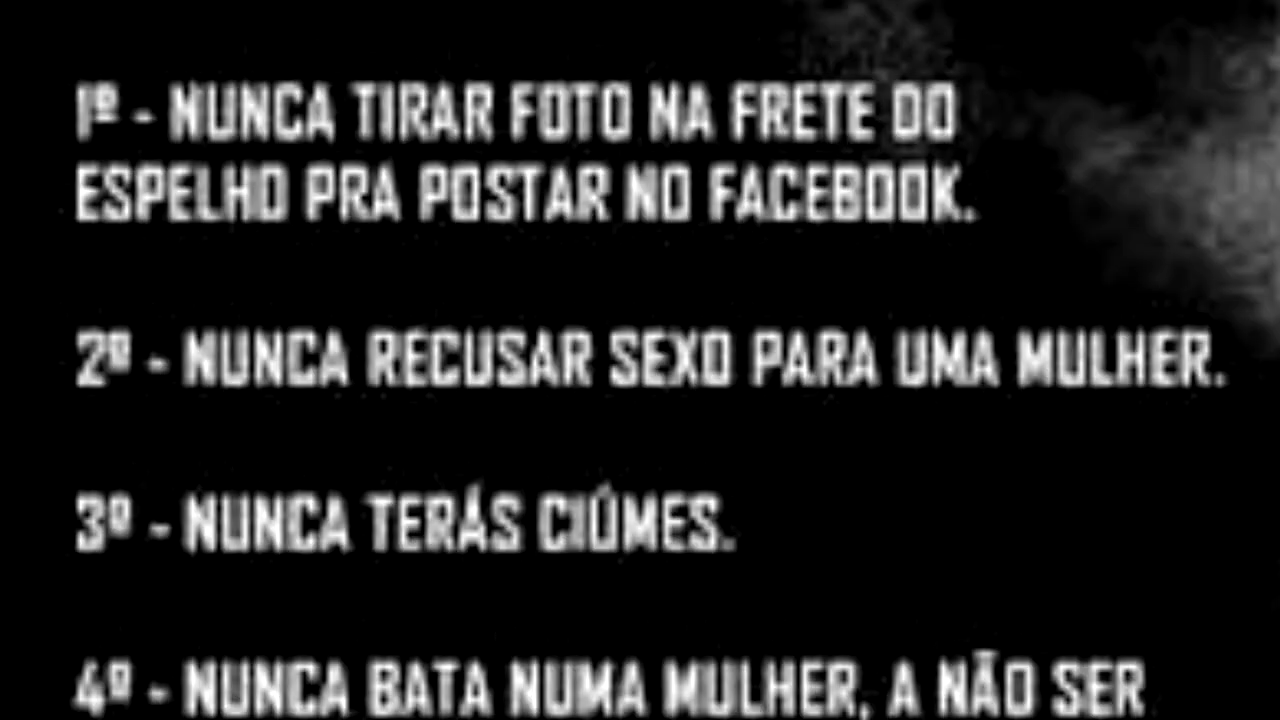 1º - NUNCA TIRAR FOTO NA FRETE DO
ESPELHO PRA POSTAR NO FACEBOOK.
2º - NUNCA RECUSAR SEXO PARA UMA MULHER.
3º - NUNCA TERÁS CIÚMES.
4º - NUNCA BATA NUMA MULHER, A NÃO SER